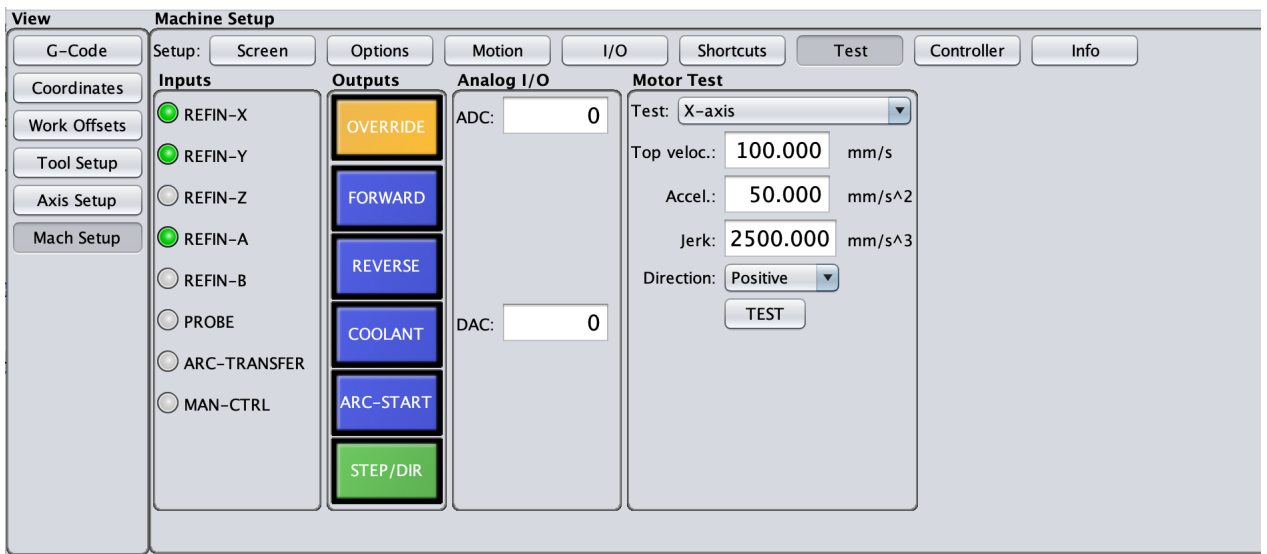 View
Machine Setup
G-Code
Coordinates
Work Offsets
Tool Setup
Axis Setup
Mach Setup
Setup: Screen Options Motion I/O Shortcuts Test Controller Info
Inputs
REFIN-X
REFIN-Y
REFIN-Z
REFIN-A
REFIN-B
PROBE
ARC-TRANSFER
MAN-CTRL
Outputs
OVERRIDE
FORWARD
REVERSE
COOLANT
ARC-START
STEP/DIR
Analog I/O
ADC: 0
DAC: 0
Motor Test
Test: X-axis
Top veloc.: 100.000 mm/s
Accel.: 50.000 mm/s^2
Jerk: 2500.000 mm/s^3
Direction: Positive
TEST